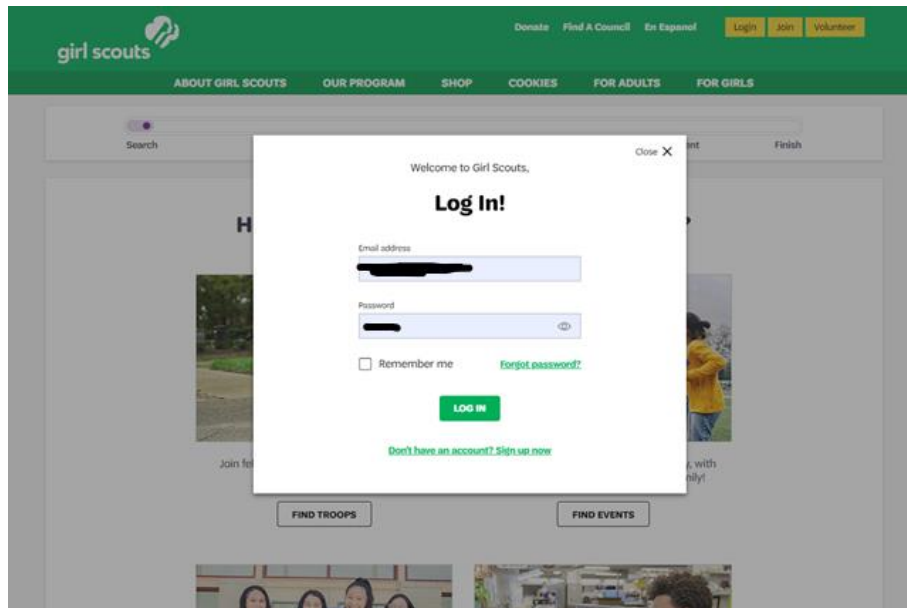 Donate Find A Council En Espanol Login Join Volunteer
girl scouts
ABOUT GIRL SCOUTS OUR PROGRAM SHOP COOKIES FOR ADULTS FOR GIRLS
Search Finish
Close X
Welcome to Girl Scouts,
Log In!
Email address
Password
Remember me Forgot password?
LOG IN
Don't have an account? Sign up now
Join with
FIND TROOPS FIND EVENTS